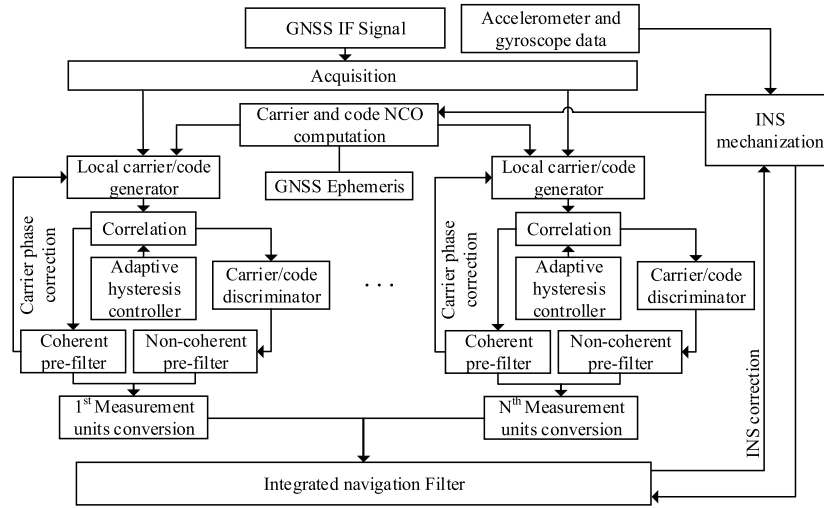 GNSS IF Signal
Accelerometer and
gyroscope data
Acquisition
Carrier and code NCO
computation
INS
mechanization
Local carrier/code
generator
GNSS Ephemeris
Local carrier/code
generator
Correlation
Correlation
Carrier phase
correction
Adaptive
hysteresis
controller
Carrier/code
discriminator
. . .
Carrier phase
correction
Adaptive
hysteresis
controller
Carrier/code
discriminator
Coherent
pre-filter
Non-coherent
pre-filter
Coherent
pre-filter
Non-coherent
pre-filter
1st Measurement
units conversion
Nth Measurement
units conversion
INS correction
Integrated navigation Filter